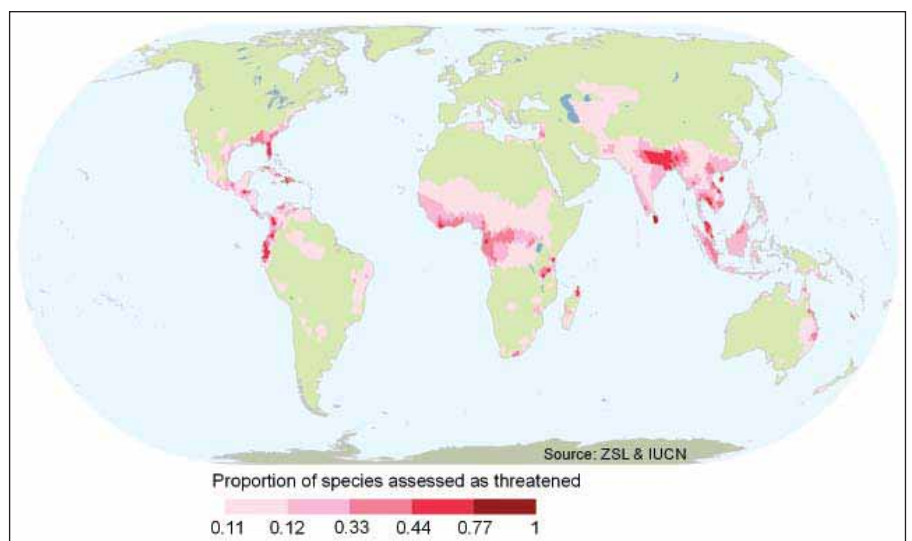 Source: ZSL & IUCN
Proportion of species assessed as threatened
0.11 0.12 0.33 0.44 0.77 1